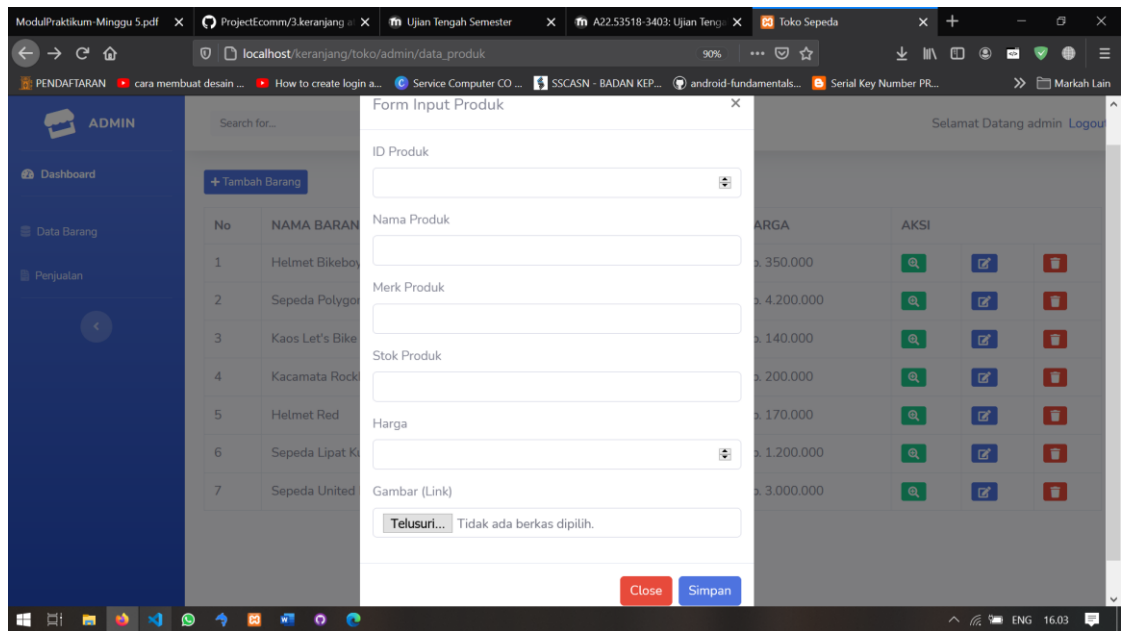 ModulPraktikum-Minggu 5.pdf
ProjectEcomm/3.keranjang a
Ujian Tengah Semester
A22.53518-3403: Ujian Teng
Toko Sepeda
localhost/keranjang/toko/admin/data_produk
90%
PENDAFTARAN
cara membuat desain ...
How to create login a...
Service Computer CO ...
SSCASN - BADAN KEP...
android-fundamentals...
Serial Key Number PR...
Markah Lain
ADMIN
Search for...
Form Input Produk
Selamat Datang admin Logout
Dashboard
Data Barang
Penjualan
+ Tambah Barang
ID Produk
Nama Produk
Merk Produk
Stok Produk
Harga
Gambar (Link)
Telusuri... Tidak ada berkas dipilih.
Close Simpan
No NAMA BARAN ARGA AKSI
1 Helmet Bikeboy p. 350.000
2 Sepeda Polygon p. 4.200.000
3 Kaos Let's Bike p. 140.000
4 Kacamata Rock p. 200.000
5 Helmet Red p. 170.000
6 Sepeda Lipat Ku p. 1.200.000
7 Sepeda United p. 3.000.000
ENG 16.03